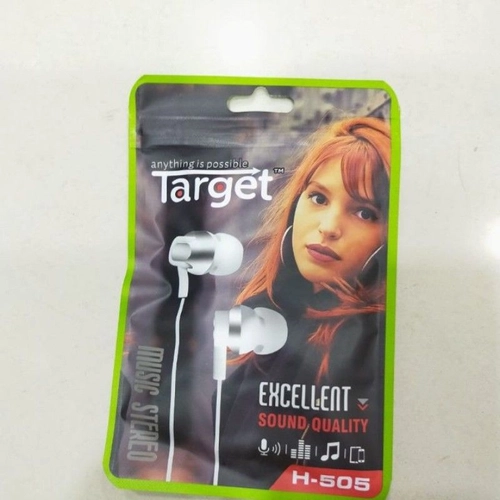 anything is possible
Target™
MUSIC STEREO
EXCELLENT
SOUND QUALITY
H-505